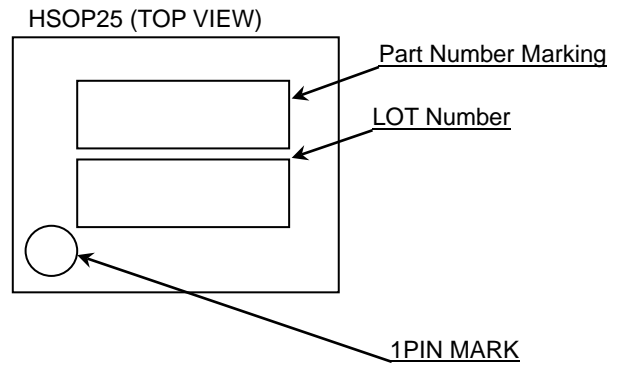 HSOP25 (TOP VIEW)
Part Number Marking
LOT Number
1PIN MARK